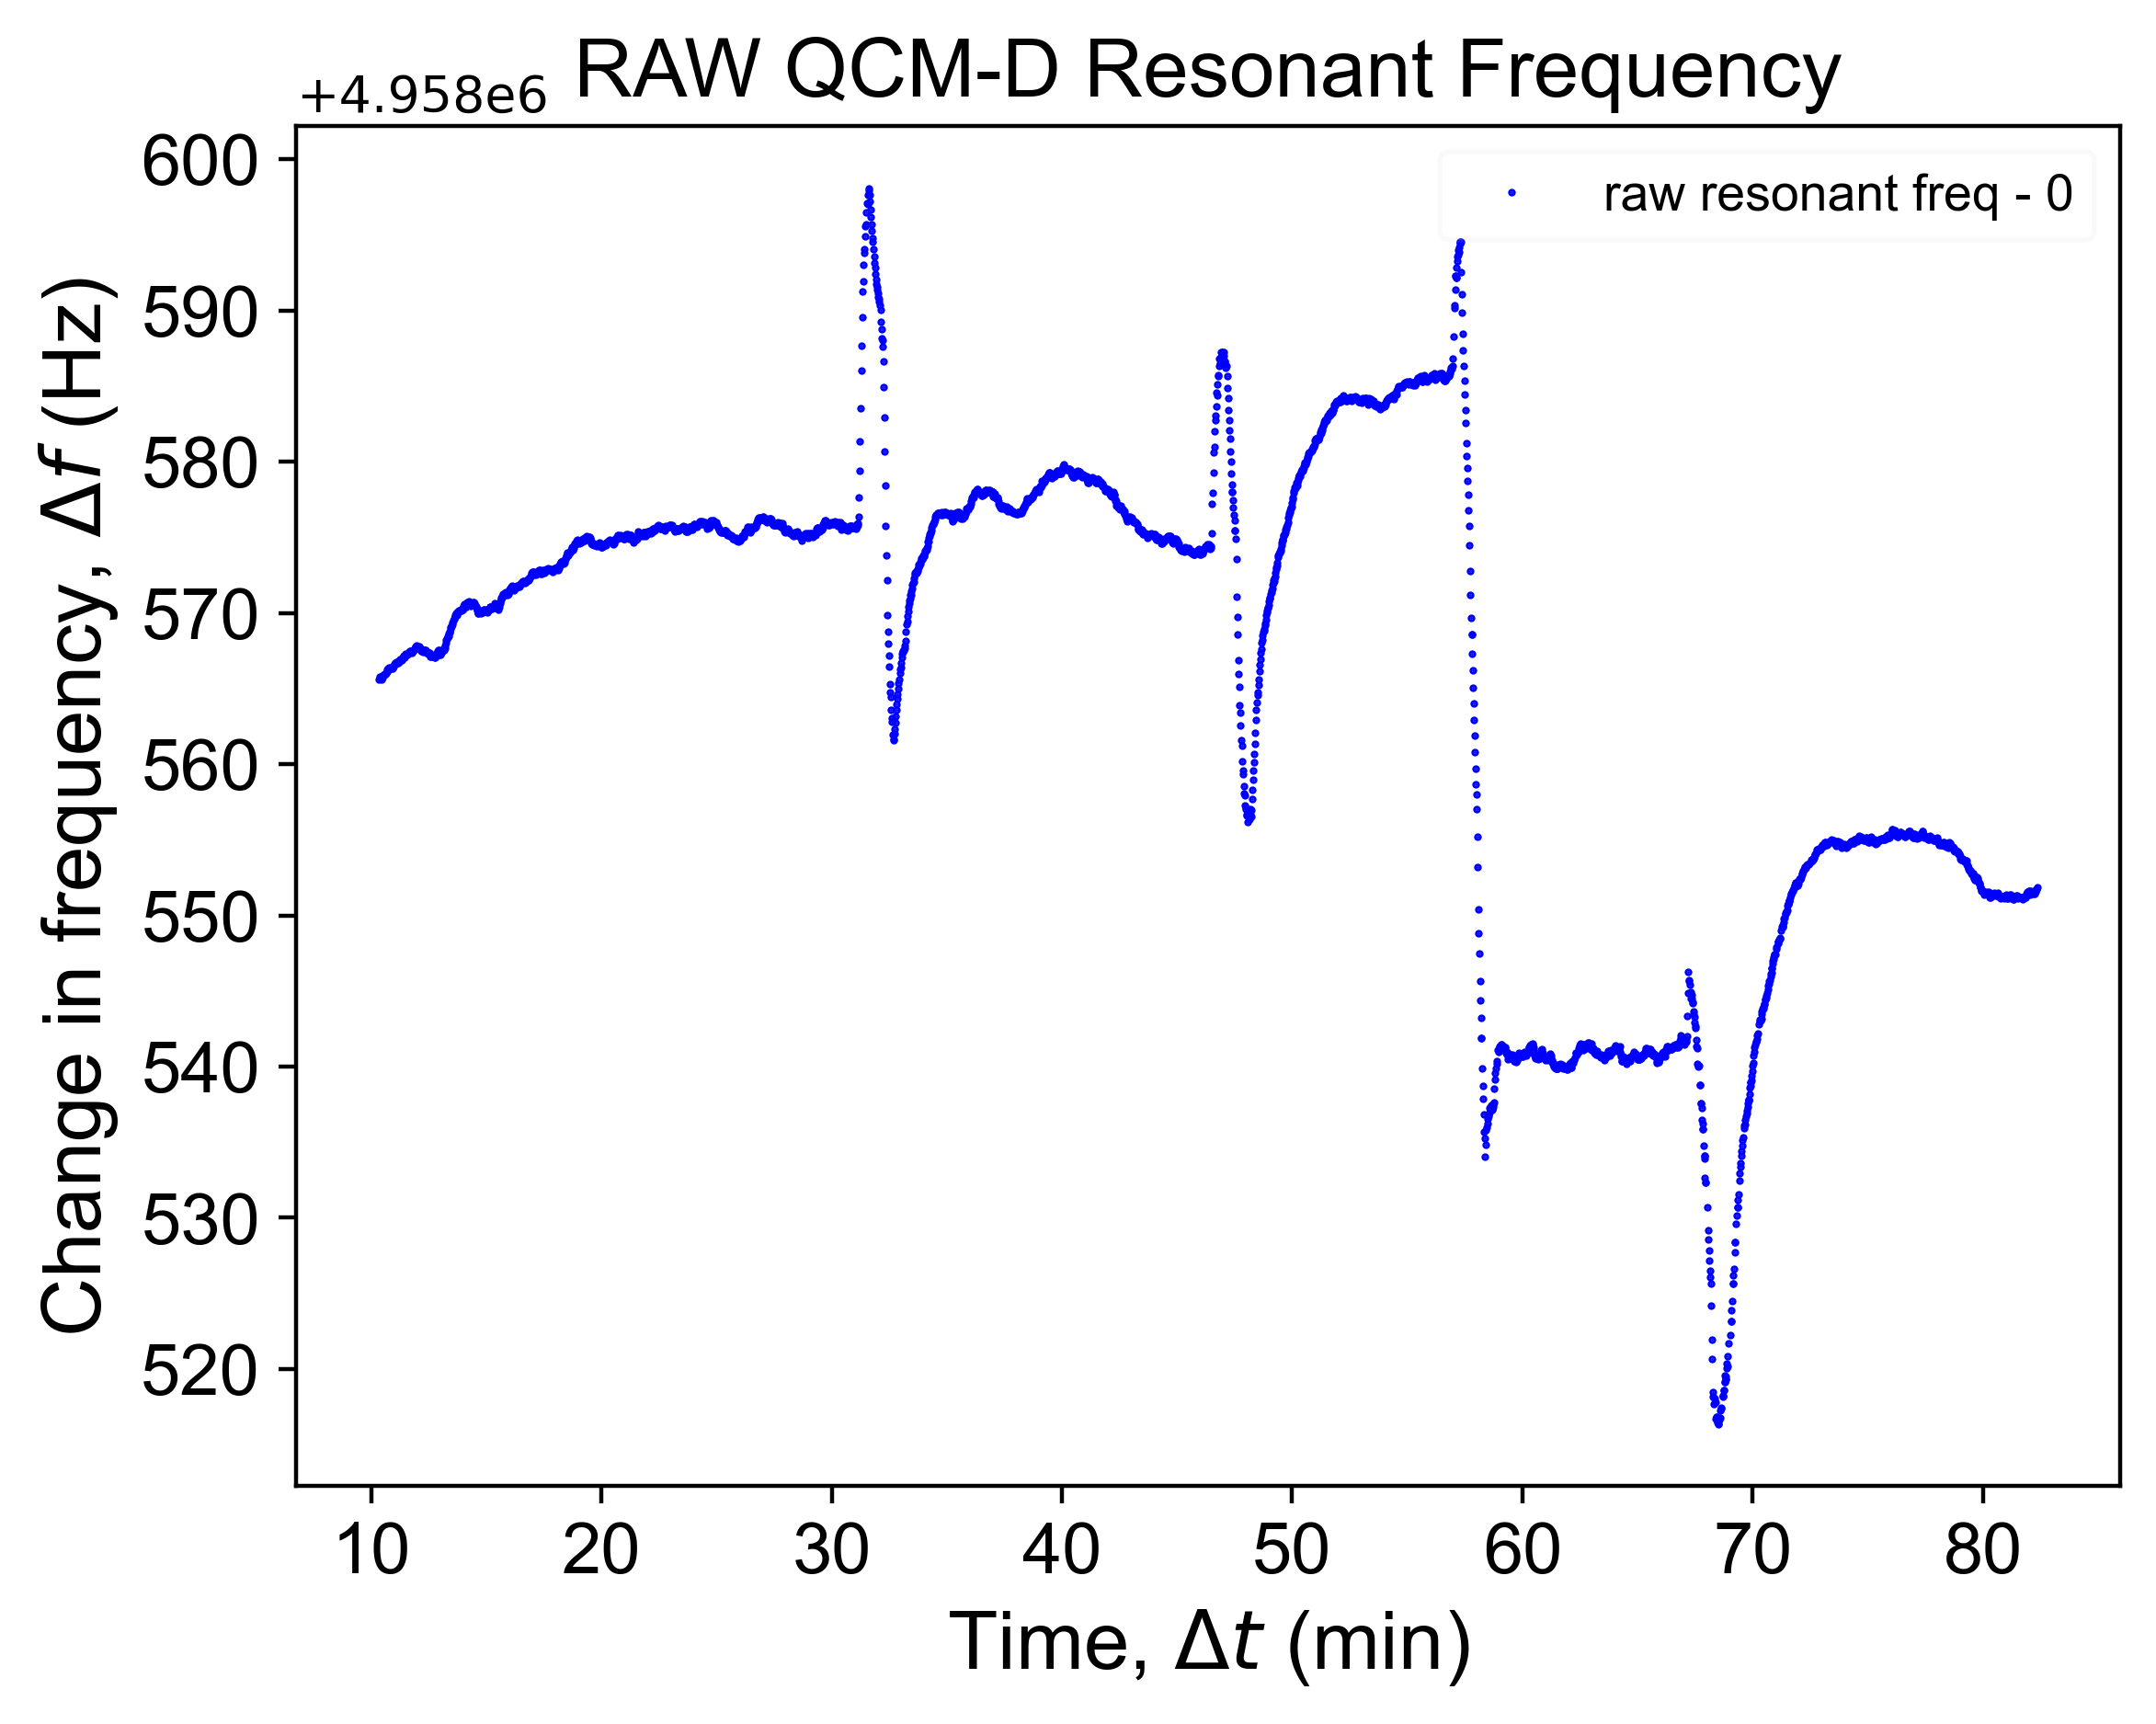 RAW QCM-D Resonant Frequency
+4.958e6
raw resonant freq - 0
Change in frequency, Δf (Hz)
600
590
580
570
560
550
540
530
520
10 20 30 40 50 60 70 80
Time, Δt (min)